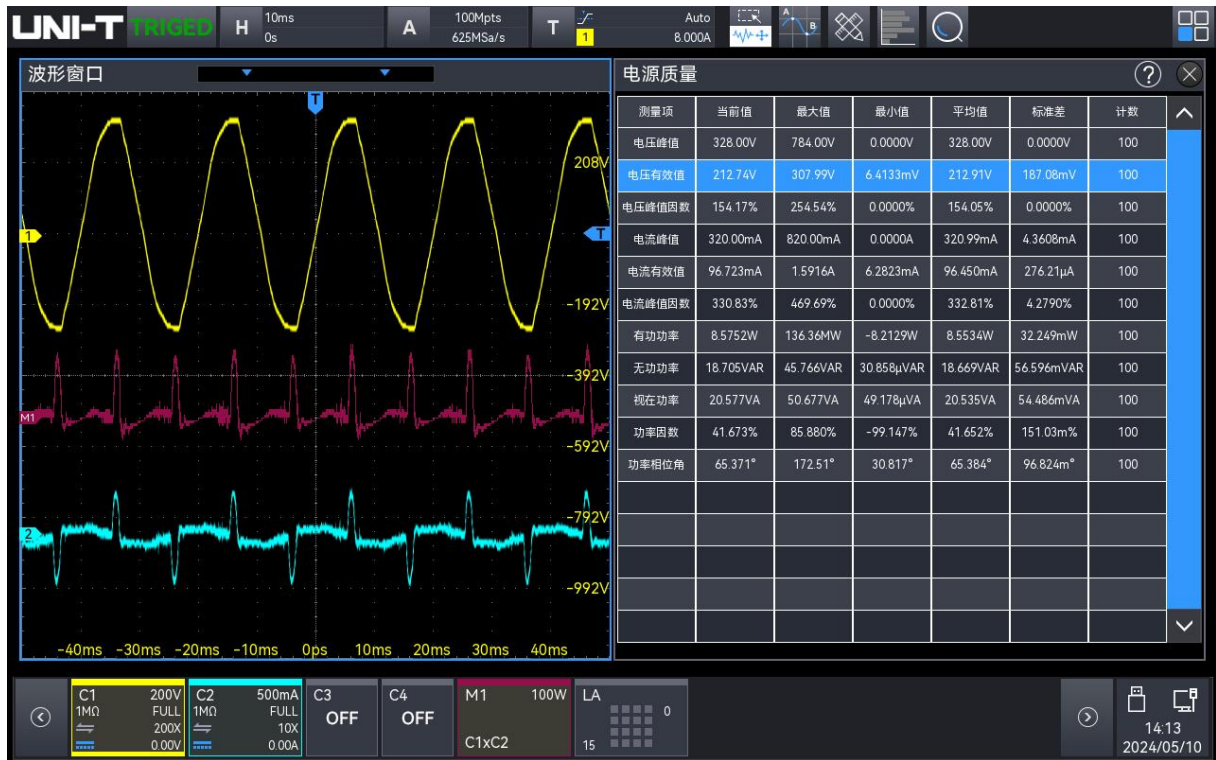 UNI-T TRIGED H 10ms 0s A 100Mpts 625MSa/s T 1 Auto 8.000A A B
波形窗口
T
208V
1
T
-192V
-392V
M1
-592V
-792V
2
-992V
-40ms -30ms -20ms -10ms 0ps 10ms 20ms 30ms 40ms
电源质量 ?
测量项 当前值 最大值 最小值 平均值 标准差 计数
电压峰值 328.00V 784.00V 0.0000V 328.00V 0.0000V 100
电压有效值 212.74V 307.99V 6.4133mV 212.91V 187.08mV 100
电压峰值因数 154.17% 254.54% 0.0000% 154.05% 0.0000% 100
电流峰值 320.00mA 820.00mA 0.0000A 320.99mA 4.3608mA 100
电流有效值 96.723mA 1.5916A 6.2823mA 96.450mA 276.21μA 100
电流峰值因数 330.83% 469.69% 0.0000% 332.81% 4.2790% 100
有功功率 8.5752W 136.36MW -8.2129W 8.5534W 32.249mW 100
无功功率 18.705VAR 45.766VAR 30.858μVAR 18.669VAR 56.596mVAR 100
视在功率 20.577VA 50.677VA 49.178μVA 20.535VA 54.486mVA 100
功率因数 41.673% 85.880% -99.147% 41.652% 151.03m% 100
功率相位角 65.371° 172.51° 30.817° 65.384° 96.824m° 100
C1 200V C2 500mA C3 C4 M1 100W LA
1MΩ FULL 1MΩ FULL OFF OFF 0
200X 10X
0.00V 0.00A C1xC2 15
14:13
2024/05/10